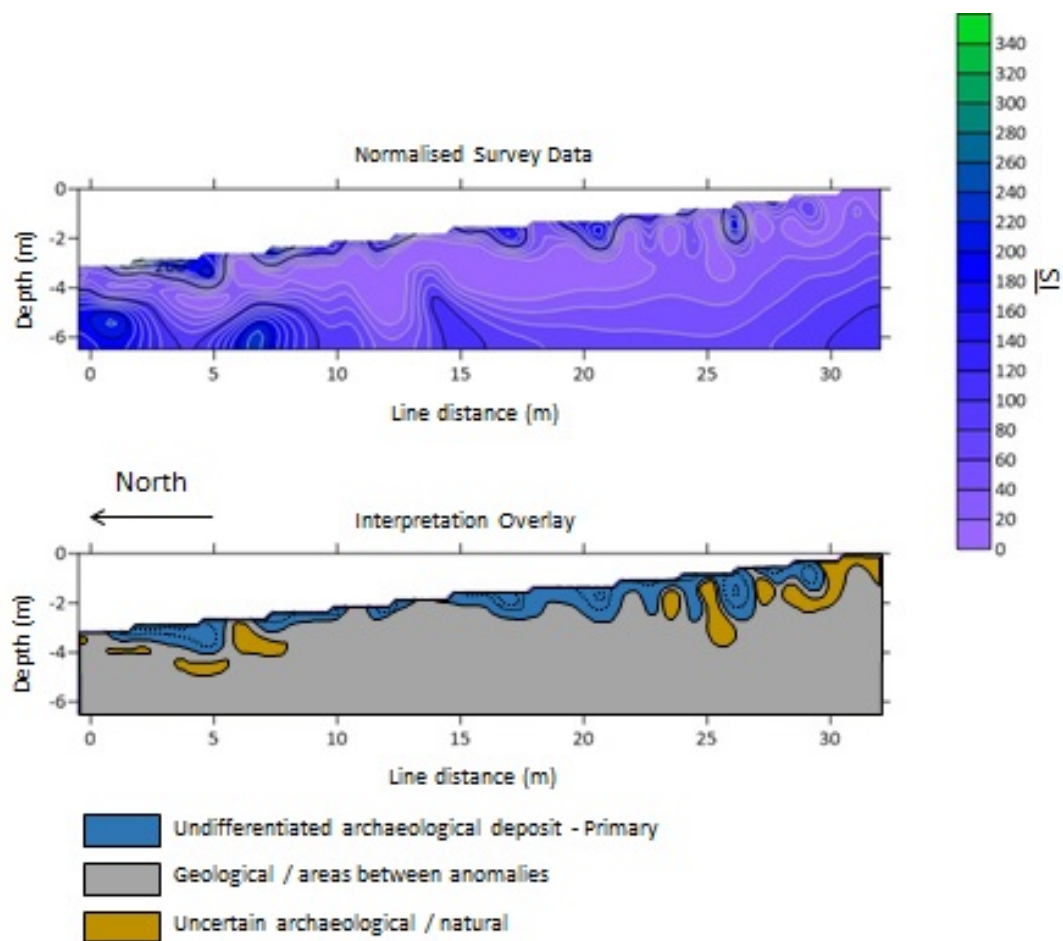 340
320
300
280
260
240
220
200
180
160
140
120
100
80
60
40
20
0
IS
Normalised Survey Data
Depth (m)
0
-2
-4
-6
0 5 10 15 20 25 30
Line distance (m)
North
Interpretation Overlay
Depth (m)
0
-2
-4
-6
0 5 10 15 20 25 30
Line distance (m)
Undifferentiated archaeological deposit - Primary
Geological / areas between anomalies
Uncertain archaeological / natural